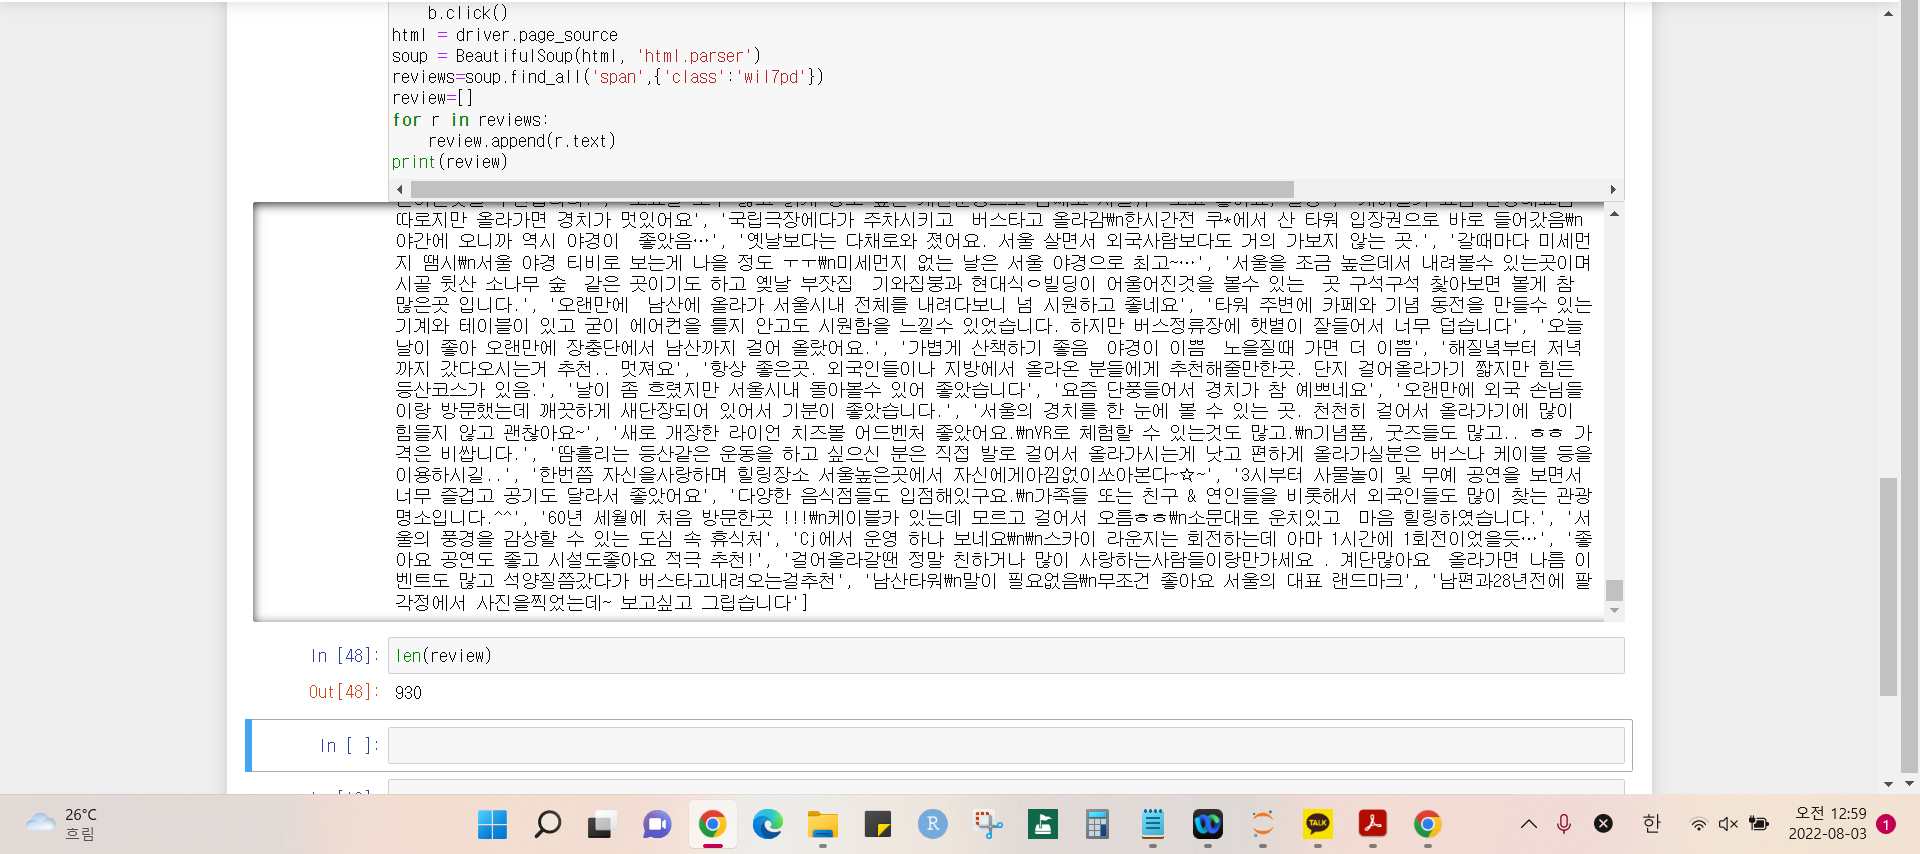 b.click()
html = driver.page_source
soup = BeautifulSoup(html, 'html.parser')
reviews=soup.find_all('span',{'class':'wiI7pd'})
review=[]
for r in reviews:
review.append(r.text)
print(review)
따로지만 올라가면 경치가 멋있어요', '국립극장에다가 주차시키고  버스타고 올라감₩n한시간전 쿠*에서 산 타워 입장권으로 바로 들어갔음₩n
야간에 오니까 역시 야경이  좋았음…', '옛날보다는 다채로와 졌어요. 서울 살면서 외국사람보다도 거의 가보지 않는 곳.', '갈때마다 미세먼
지 땜시₩n서울 야경 티비로 보는게 나을 정도 ㅜㅜ₩n미세먼지 없는 날은 서울 야경으로 최고~…', '서울을 조금 높은데서 내려볼수 있는곳이며
시골 뒷산 소나무 숲  같은 곳이기도 하고 옟날 부잣집  기와집붕과 현대식ㅇ빌딩이 어울어진것을 볼수 있는  곳 구석구석 찿아보면 볼게 참
많은곳 입니다.', '오랜만에  남산에 올라가 서울시내 전체를 내려다보니 넘 시원하고 좋네요', '타워 주변에 카페와 기념 동전을 만들수 있는
기계와 테이블이 있고 굳이 에어컨을 틀지 안고도 시원함을 느낄수 있었습니다. 하지만 버스정류장에 햇볕이 잘들어서 너무 덥습니다', '오늘
날이 좋아 오랜만에 장충단에서 남산까지 걸어 올랐어요.', '가볍게 산책하기 좋음  야경이 이쁨  노을질때 가면 더 이쁨', '해질녘부터 저녁
까지 갔다오시는거 추천.. 멋져요', '항상 좋은곳. 외국인들이나 지방에서 올라온 분들에게 추천해줄만한곳. 단지 걸어올라가기 짧지만 힘든
등산코스가 있음.', '날이 좀 흐렸지만 서울시내 돌아볼수 있어 좋았습니다', '요즘 단풍들어서 경치가 참 예쁘네요', '오랜만에 외국 손님들
이랑 방문했는데 깨끗하게 새단장되어 있어서 기분이 좋았습니다.', '서울의 경치를 한 눈에 볼 수 있는 곳. 천천히 걸어서 올라가기에 많이
힘들지 않고 괜찮아요~', '새로 개장한 라이언 치즈볼 어드벤처 좋았어요.₩nVR로 체험할 수 있는것도 많고.₩n기념품, 굿즈들도 많고.. ㅎㅎ 가
격은 비쌉니다.', '땀흘리는 등산같은 운동을 하고 싶으신 분은 직접 발로 걸어서 올라가시는게 낫고 편하게 올라가실분은 버스나 케이블 등을
이용하시길..', '한번쯤 자신을사랑하며 힐링장소 서울높은곳에서 자신에게아낌없이쏘아본다~☆~', '3시부터 사물놀이 및 무예 공연을 보면서
너무 즐겁고 공기도 달라서 좋았어요', '다양한 음식점들도 입점해있구요.₩n가족들 또는 친구 & 연인들을 비롯해서 외국인들도 많이 찾는 관광
명소입니다.^^', '60년 세월에 처음 방문한곳 !!!₩n케이블카 있는데 모르고 걸어서 오름ㅎㅎ₩n소문대로 운치있고  마음 힐링하였습니다.', '서
울의 풍경을 감상할 수 있는 도심 속 휴식처', 'Cj에서 운영 하나 보네요₩n₩n스카이 라운지는 회전하는데 아마 1시간에 1회전이었을듯…', '좋
아요 공연도 좋고 시설도좋아요 적극 추천!', '걸어올라갈땐 정말 친하거나 많이 사랑하는사람들이랑만가세요 . 계단많아요  올라가면 나름 이
벤트도 많고 석양질쯤갔다가 버스타고내려오는걸추천', '남산타워₩n말이 필요없음₩n무조건 좋아요 서울의 대표 랜드마크', '남편과28년전에 팔
각정에서 사진을찍었는데~ 보고싶고 그립습니다']
In [48]: len(review)
Out[48]: 930
In [ ]:
26°C
흐림
R
TALK
한
오전 12:59
2022-08-03
1